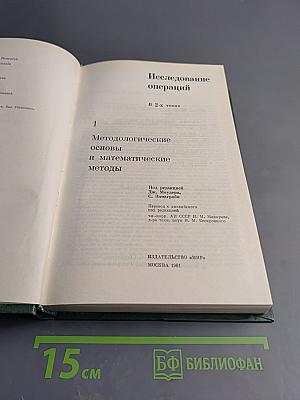 Research
Исследование
операций
В 2-х томах
1
Методологические
основы
и математические
методы
Под редакцией
Дж. Моудера,
С. Элмаграби
Перевод с английского
под редакцией
чл-корр. АН СССР И. М. Макарова,
докт. техн. наук И. М. Бескровного
ИЗДАТЕЛЬСТВО «МИР»
МОСКВА 1981
15 см
БФ БИБЛИОФАН